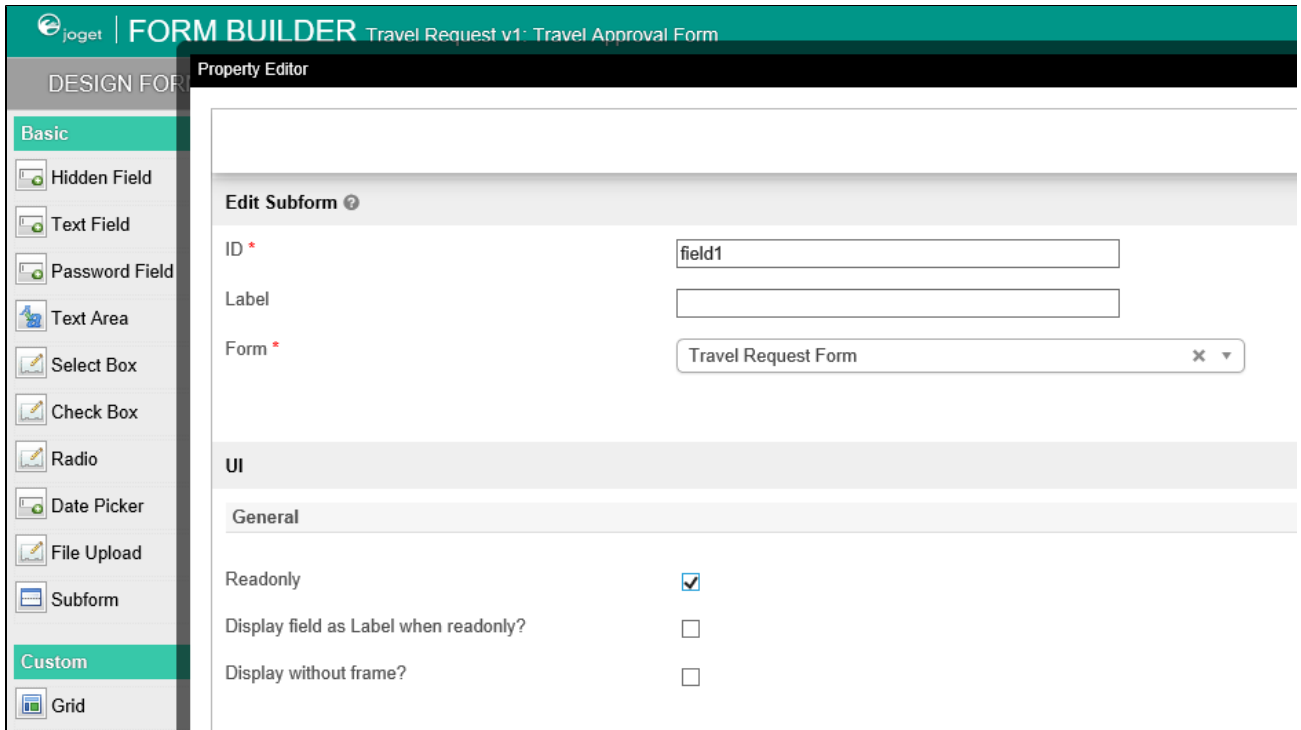 joget | FORM BUILDER Travel Request v1: Travel Approval Form
DESIGN FOR
Property Editor
Basic
Hidden Field
Text Field
Password Field
Text Area
Select Box
Check Box
Radio
Date Picker
File Upload
Subform
Custom
Grid
Edit Subform
ID *
field1
Label
Form *
Travel Request Form
UI
General
Readonly
Display field as Label when readonly?
Display without frame?